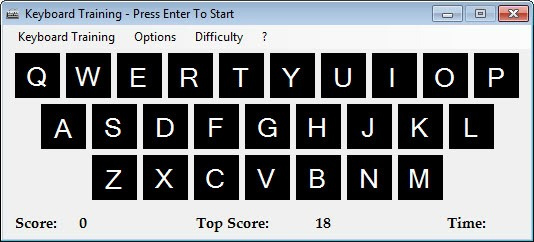 Keyboard Training - Press Enter To Start
Keyboard Training Options Difficulty ?
Q W E R T Y U I O P
A S D F G H J K L
Z X C V B N M
Score: 0 Top Score: 18 Time: